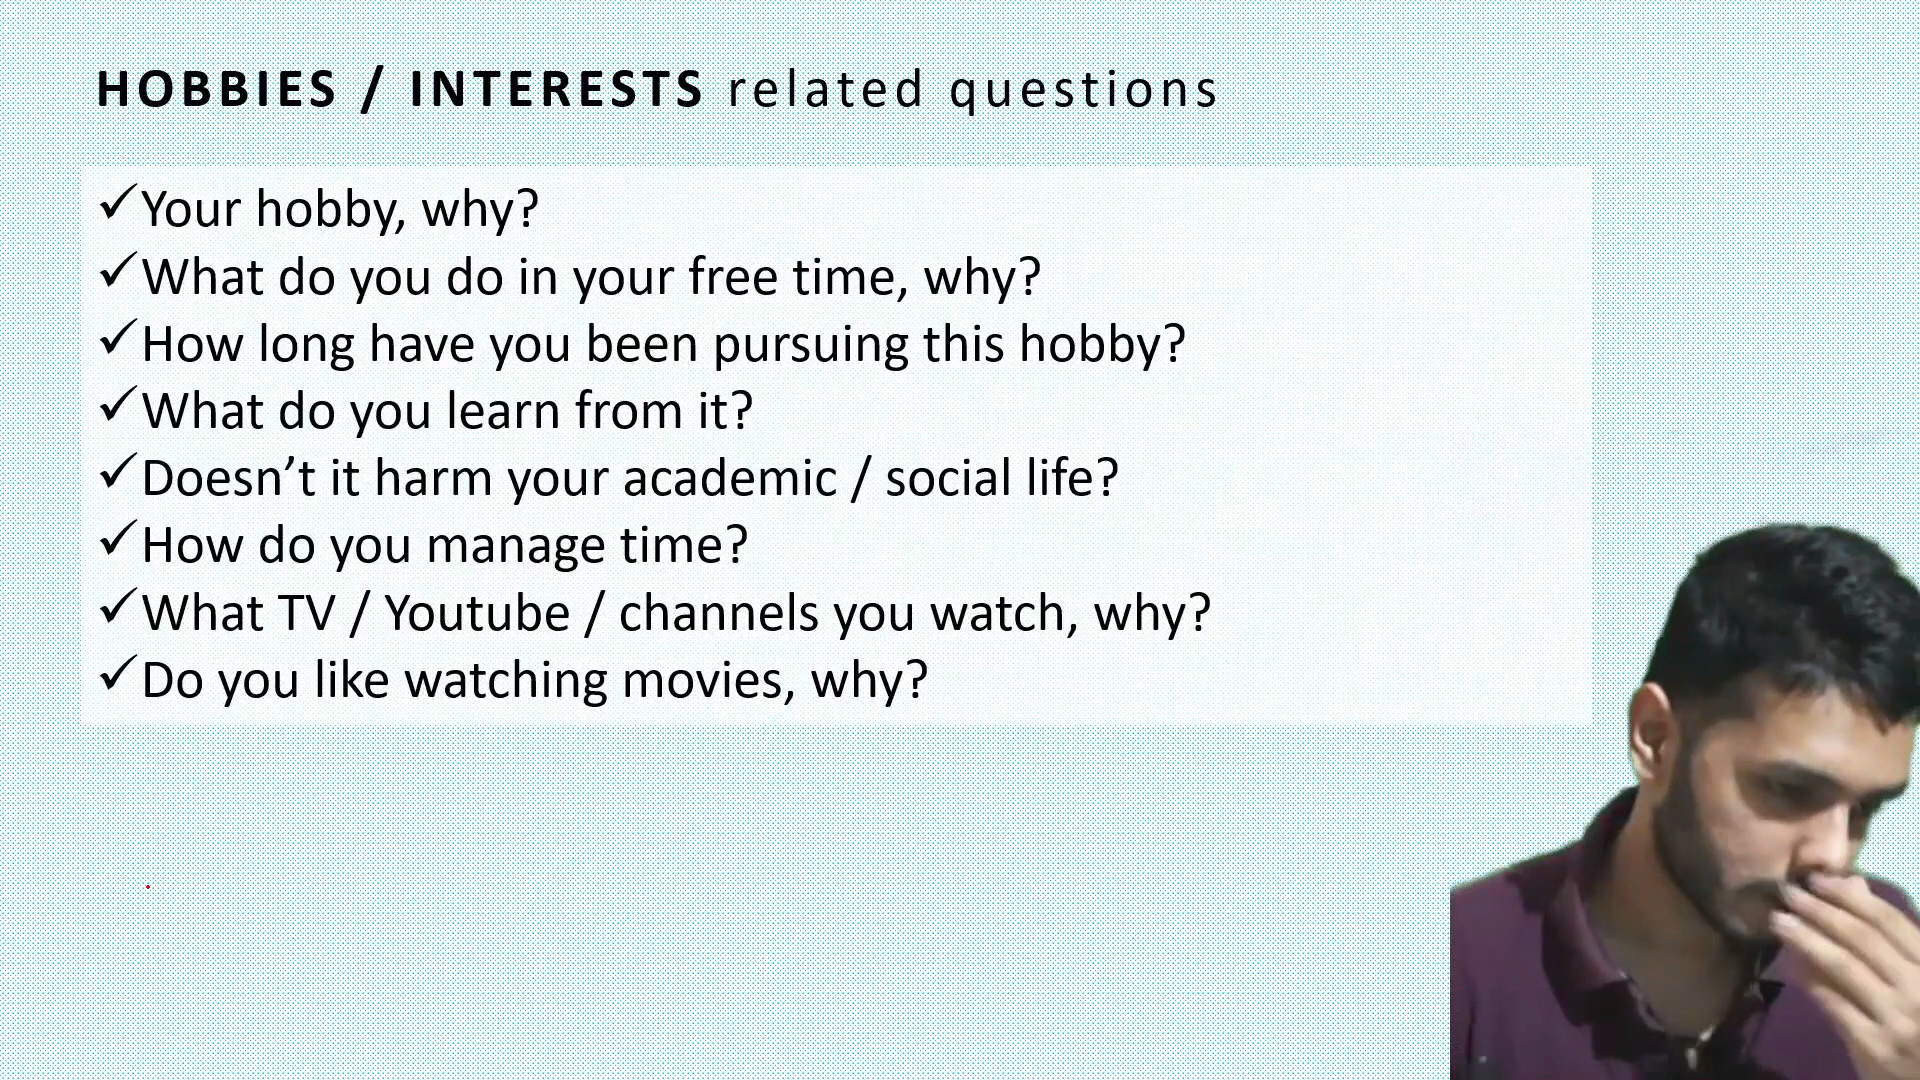 HOBBIES / INTERESTS related questions
✓Your hobby, why?
✓What do you do in your free time, why?
✓How long have you been pursuing this hobby?
✓What do you learn from it?
✓Doesn’t it harm your academic / social life?
✓How do you manage time?
✓What TV / Youtube / channels you watch, why?
✓Do you like watching movies, why?